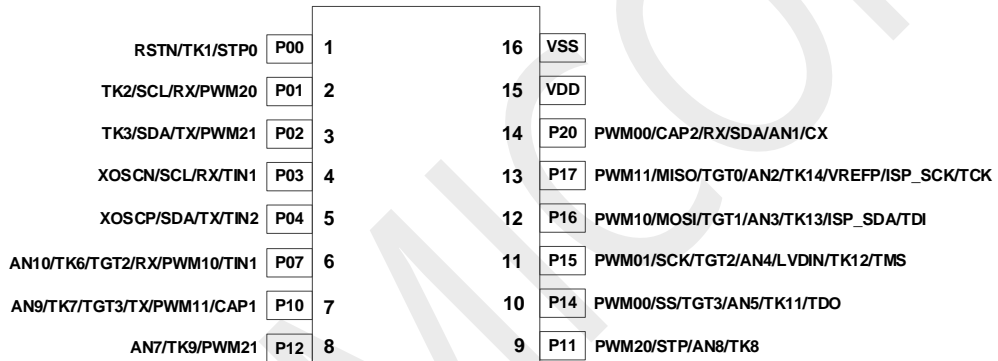 RSTN/TK1/STP0 P00 1 16 VSS
TK2/SCL/RX/PWM20 P01 2 15 VDD
TK3/SDA/TX/PWM21 P02 3 14 P20 PWM00/CAP2/RX/SDA/AN1/CX
XOSCN/SCL/RX/TIN1 P03 4 13 P17 PWM11/MISO/TGT0/AN2/TK14/VREFP/ISP_SCK/TCK
XOSCP/SDA/TX/TIN2 P04 5 12 P16 PWM10/MOSI/TGT1/AN3/TK13/ISP_SDA/TDI
AN10/TK6/TGT2/RX/PWM10/TIN1 P07 6 11 P15 PWM01/SCK/TGT2/AN4/LVDIN/TK12/TMS
AN9/TK7/TGT3/TX/PWM11/CAP1 P10 7 10 P14 PWM00/SS/TGT3/AN5/TK11/TDO
AN7/TK9/PWM21 P12 8 9 P11 PWM20/STP/AN8/TK8